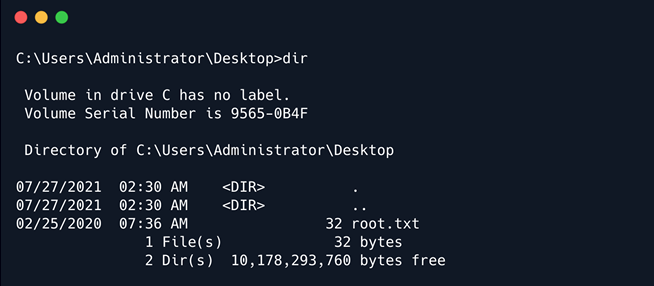 C:\Users\Administrator\Desktop>dir
Volume in drive C has no label.
Volume Serial Number is 9565-0B4F
Directory of C:\Users\Administrator\Desktop
07/27/2021  02:30 AM    <DIR>          .
07/27/2021  02:30 AM    <DIR>          ..
02/25/2020  07:36 AM                32 root.txt
1 File(s)             32 bytes
2 Dir(s)  10,178,293,760 bytes free